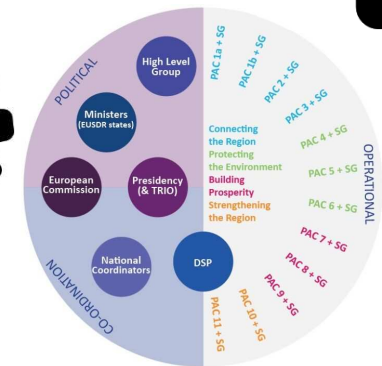 POLITICAL
High Level
Group
Ministers
(EUSDR states)
European
Commission
Presidency
(& TRIO)
National
Coordinators
CO-ORDINATION
DSP
Connecting
the Region
Protecting
the Environment
Building
Prosperity
Strengthening
the Region
PAC 1a + SG
PAC 1b + SG
PAC 2 + SG
PAC 3 + SG
PAC 4 + SG
PAC 5 + SG
PAC 6 + SG
PAC 7 + SG
PAC 8 + SG
PAC 9 + SG
PAC 10 + SG
PAC 11 + SG
OPERATIONAL